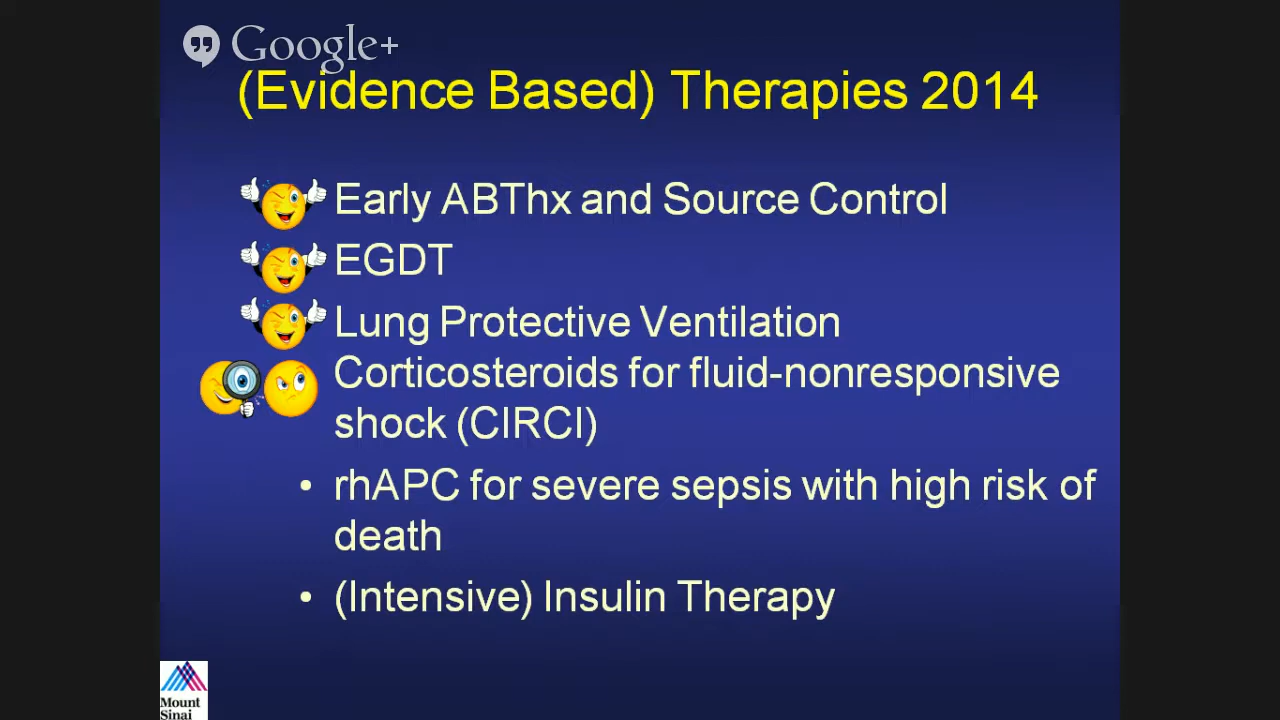 Google+
(Evidence Based) Therapies 2014
Early ABThx and Source Control
EGDT
Lung Protective Ventilation
Corticosteroids for fluid-nonresponsive
shock (CIRCI)
• rhAPC for severe sepsis with high risk of
death
• (Intensive) Insulin Therapy
Mount
Sinai